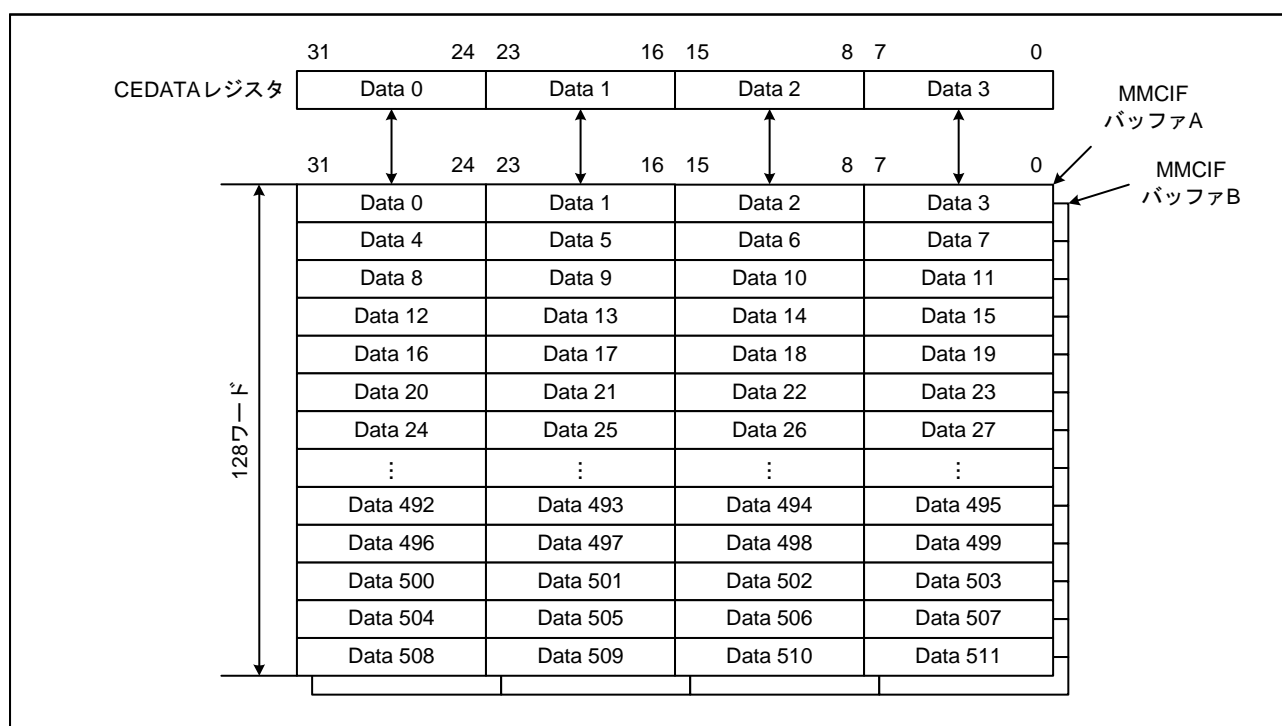 31 24 23 16 15 8 7 0
CEDATAレジスタ Data 0 Data 1 Data 2 Data 3
MMCIF
バッファA
31 24 23 16 15 8 7 0
MMCIF
バッファB
128ワード
Data 0 Data 1 Data 2 Data 3
Data 4 Data 5 Data 6 Data 7
Data 8 Data 9 Data 10 Data 11
Data 12 Data 13 Data 14 Data 15
Data 16 Data 17 Data 18 Data 19
Data 20 Data 21 Data 22 Data 23
Data 24 Data 25 Data 26 Data 27
⋮ ⋮ ⋮ ⋮
Data 492 Data 493 Data 494 Data 495
Data 496 Data 497 Data 498 Data 499
Data 500 Data 501 Data 502 Data 503
Data 504 Data 505 Data 506 Data 507
Data 508 Data 509 Data 510 Data 511